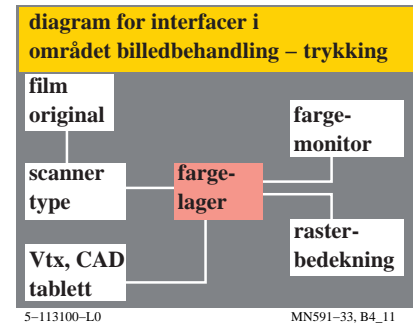 diagram for interfacer i
området billedbehandling – trykking
film
original
farge-
monitor
scanner
type
farge-
lager
raster-
bedekning
Vtx, CAD
tablett
5–113100–L0
MN591–33, B4_11